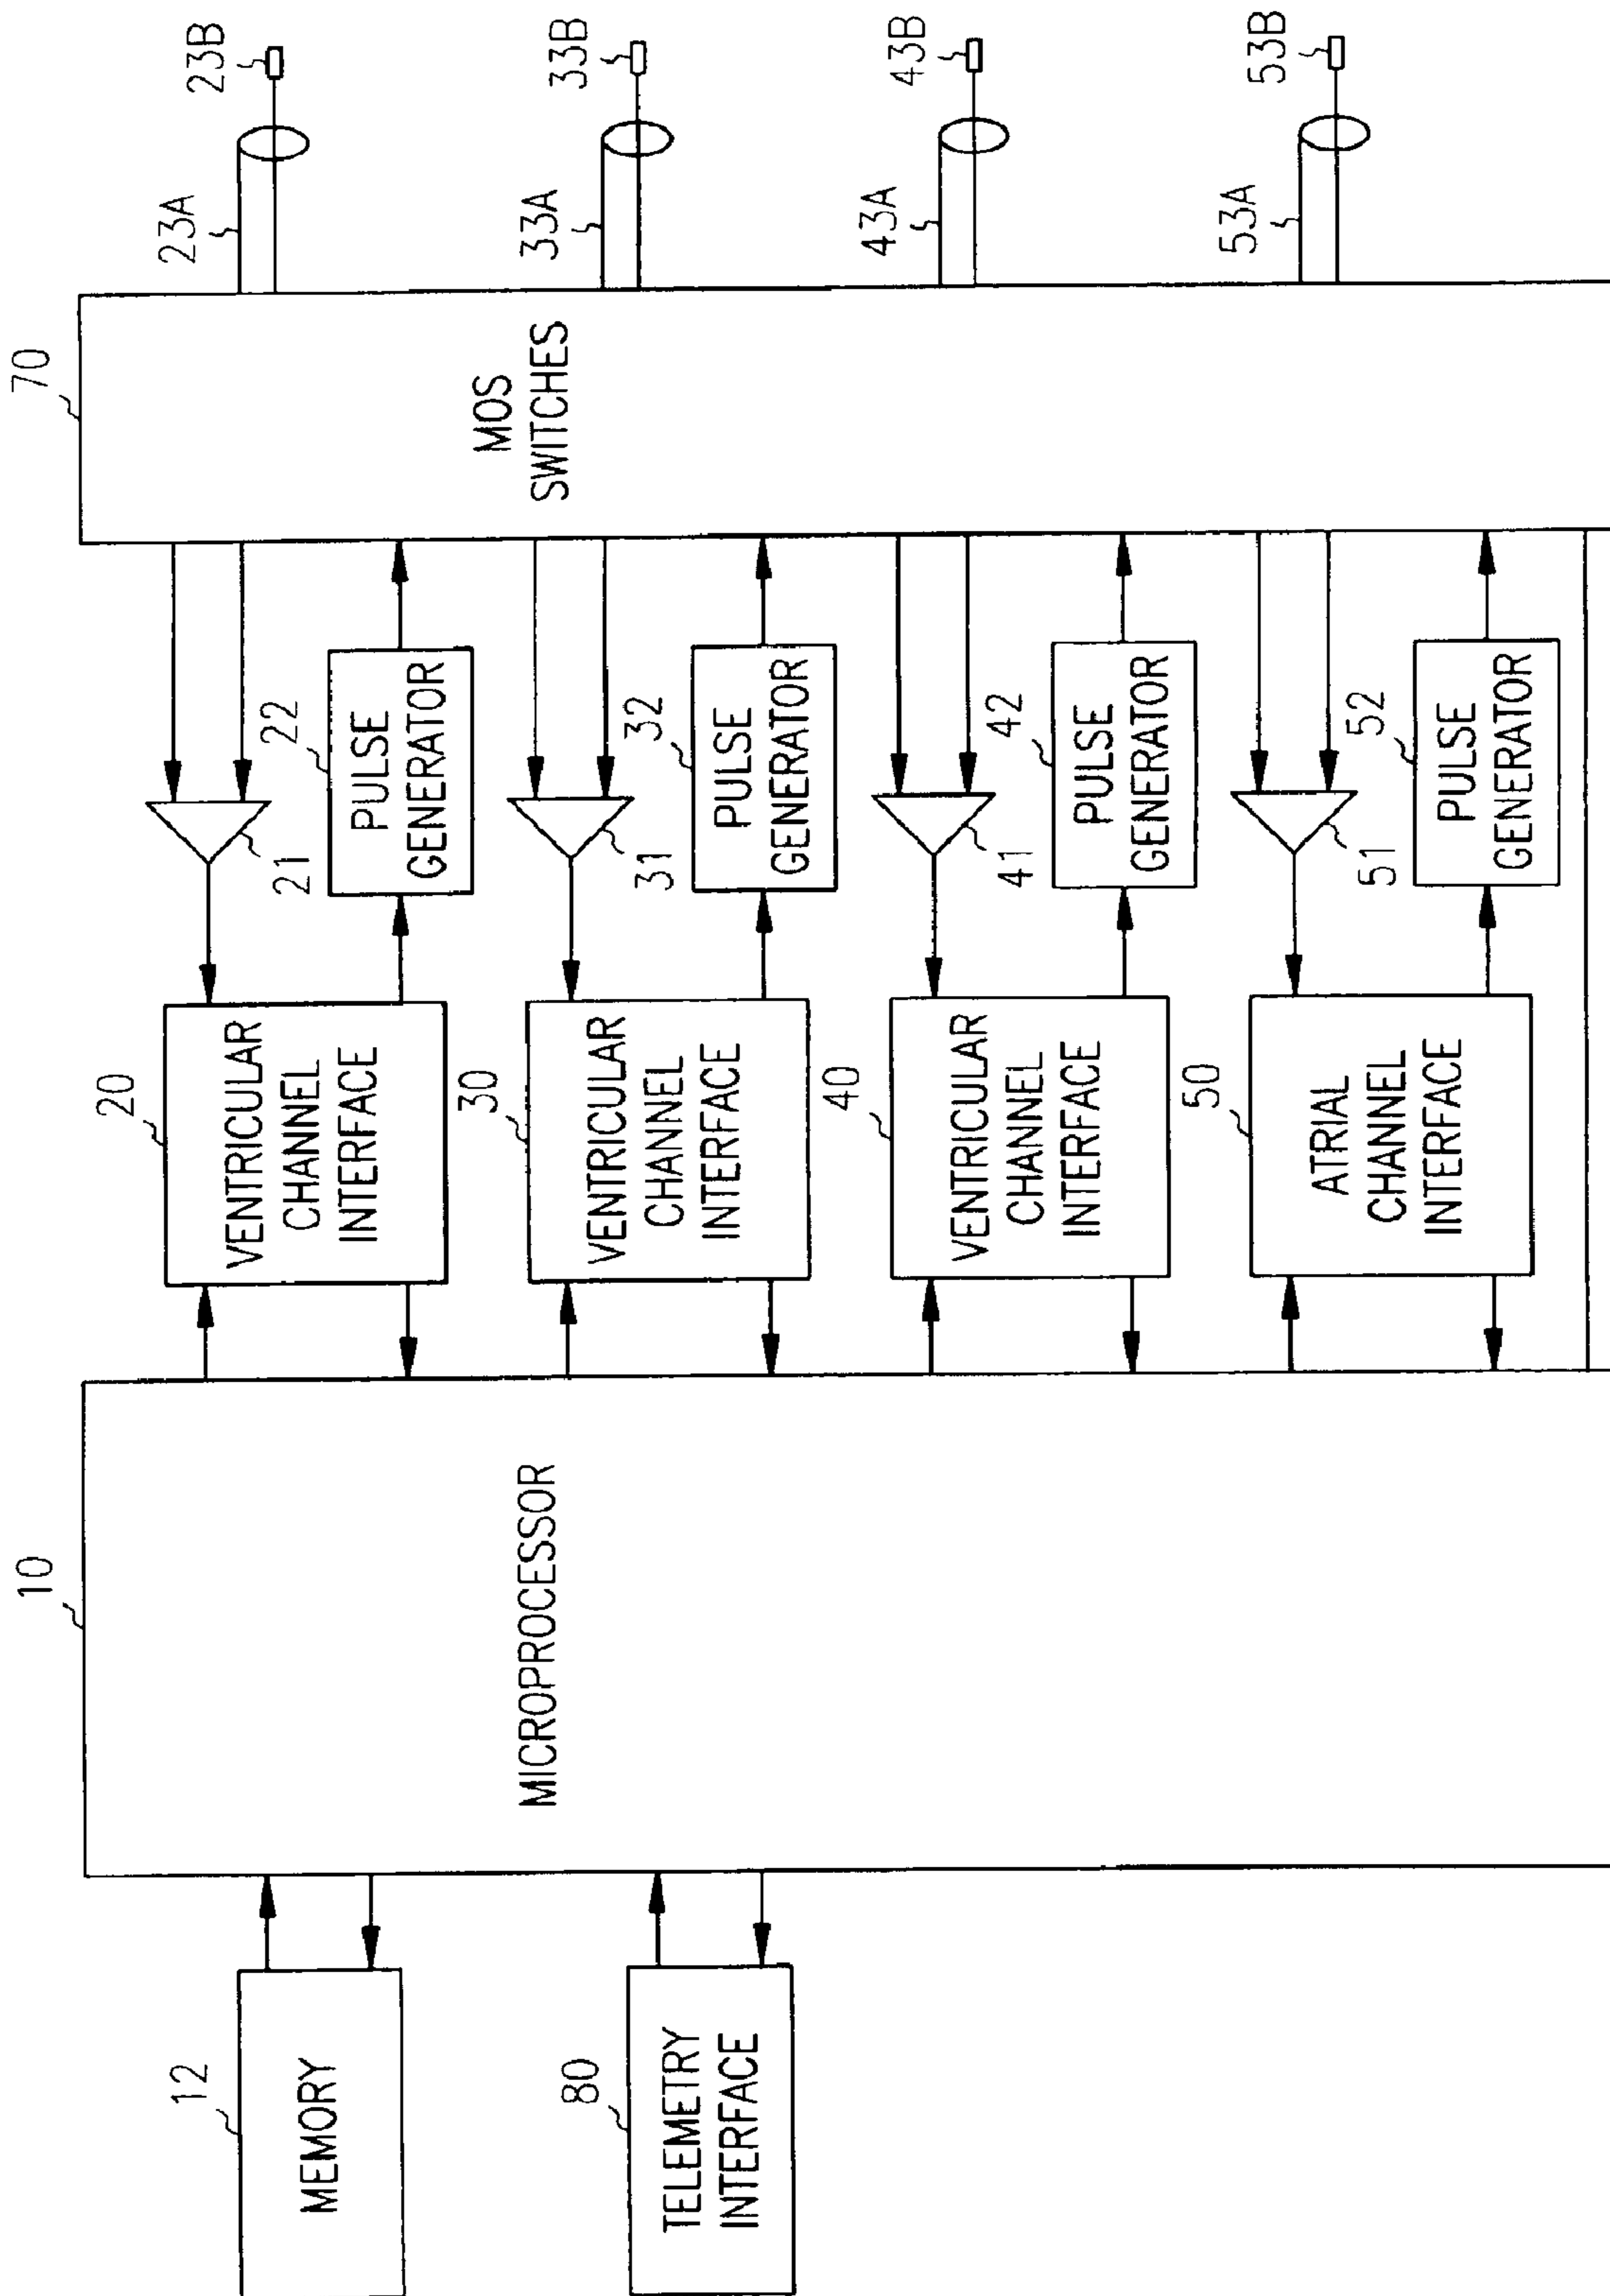 12
MEMORY
80
TELEMETRY
INTERFACE
10
MICROPROCESSOR
20
VENTRICULAR
CHANNEL
INTERFACE
21
22
PULSE
GENERATOR
30
VENTRICULAR
CHANNEL
INTERFACE
31
32
PULSE
GENERATOR
40
VENTRICULAR
CHANNEL
INTERFACE
41
42
PULSE
GENERATOR
50
ATRIAL
CHANNEL
INTERFACE
51
52
PULSE
GENERATOR
70
MOS
SWITCHES
23A
23B
33A
33B
43A
43B
53A
53B